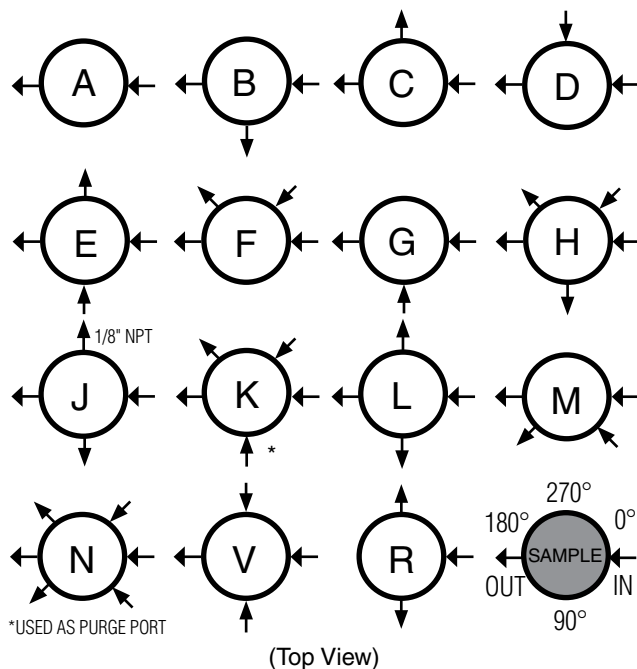 A B C D
E F G H
1/8" NPT
J K L M
*
270°
180° 0°
N V R SAMPLE
OUT IN
90°
*USED AS PURGE PORT
(Top View)